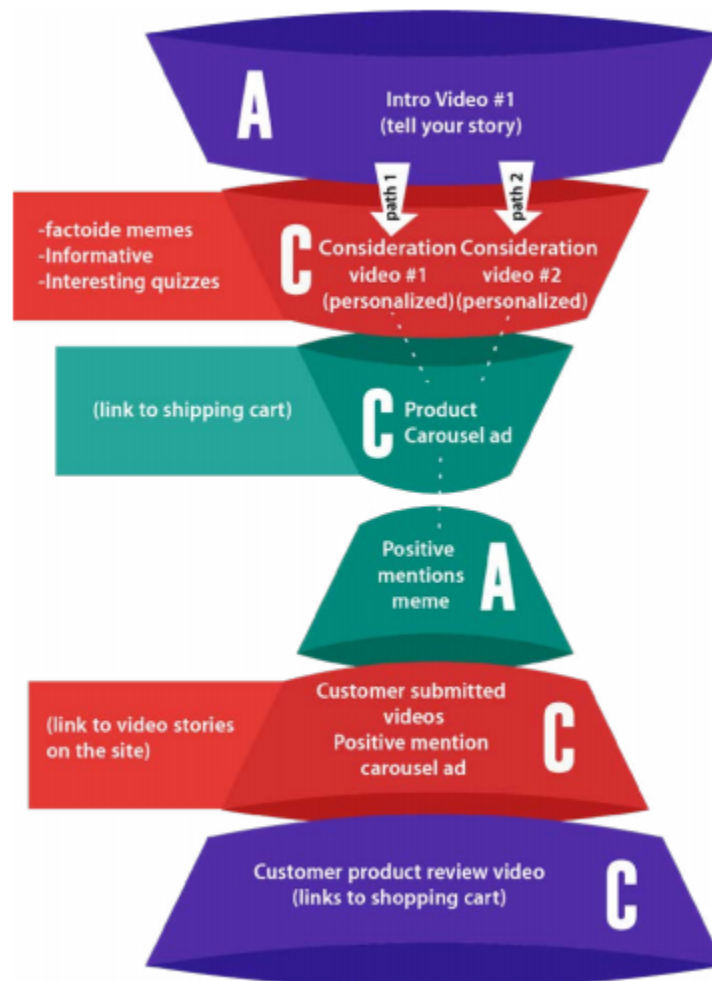 A
Intro Video #1
(tell your story)
path 1
path 2
-factoide memes
-Informative
-Interesting quizzes
C
Consideration
video #1
(personalized)
Consideration
video #2
(personalized)
(link to shipping cart)
C
Product
Carousel ad
Positive
mentions
meme
A
(link to video stories
on the site)
Customer submitted
videos
Positive mention
carousel ad
C
Customer product review video
(links to shopping cart)
C